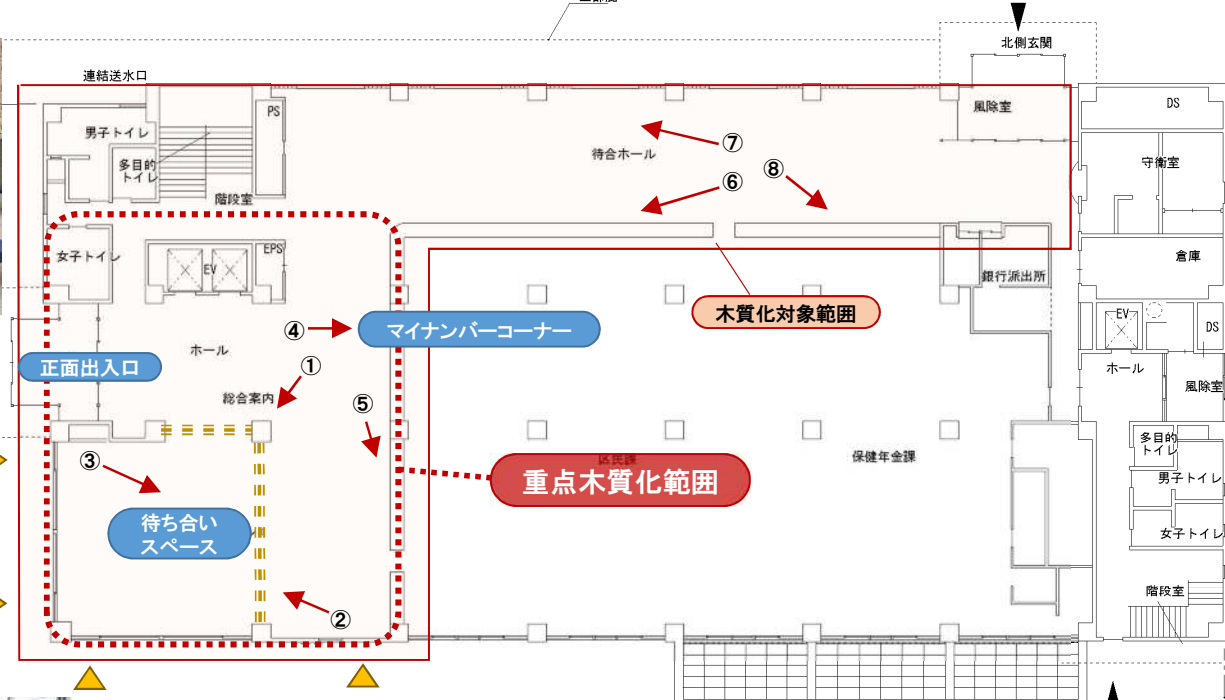 北側玄関
連結送水口
PS
風除室
DS
男子トイレ
⑦
待合ホール
多目的
トイレ
⑧
守衛室
⑥
階段室
女子トイレ
EPS
EV
倉庫
銀行派出所
木質化対象範囲
④
マイナンバーコーナー
EV
DS
ホール
正面出入口
①
ホール
総合案内
⑤
風除室
③
区民課
保健年金課
多目的
トイレ
重点木質化範囲
男子トイレ
待ち合い
スペース
女子トイレ
②
階段室